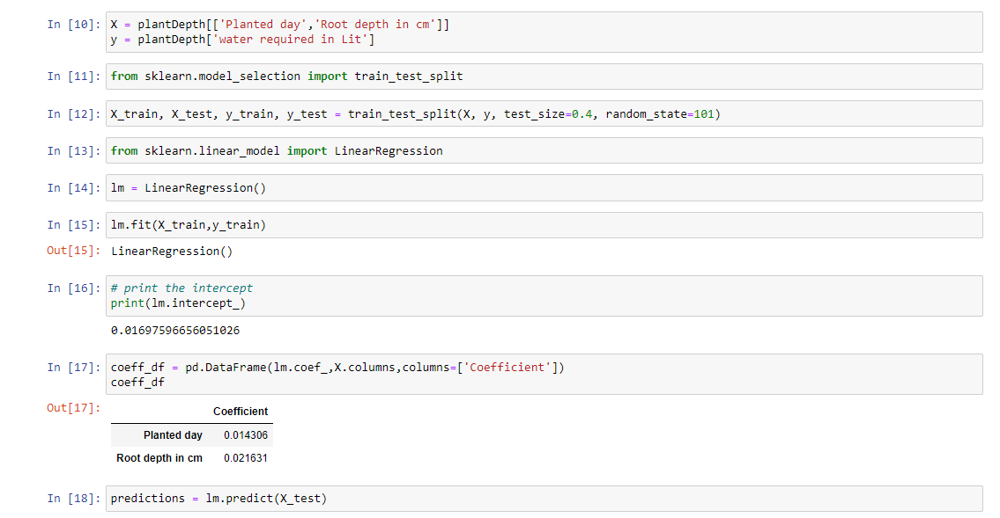 In [10]: X = plantDepth[['Planted day','Root depth in cm']]
y = plantDepth['water required in Lit']
In [11]: from sklearn.model_selection import train_test_split
In [12]: X_train, X_test, y_train, y_test = train_test_split(X, y, test_size=0.4, random_state=101)
In [13]: from sklearn.linear_model import LinearRegression
In [14]: lm = LinearRegression()
In [15]: lm.fit(X_train,y_train)
Out[15]: LinearRegression()
In [16]: # print the intercept
print(lm.intercept_)
0.01697596656051026
In [17]: coeff_df = pd.DataFrame(lm.coef_,X.columns,columns=['Coefficient'])
coeff_df
Out[17]:
Coefficient
Planted day 0.014306
Root depth in cm 0.021631
In [18]: predictions = lm.predict(X_test)